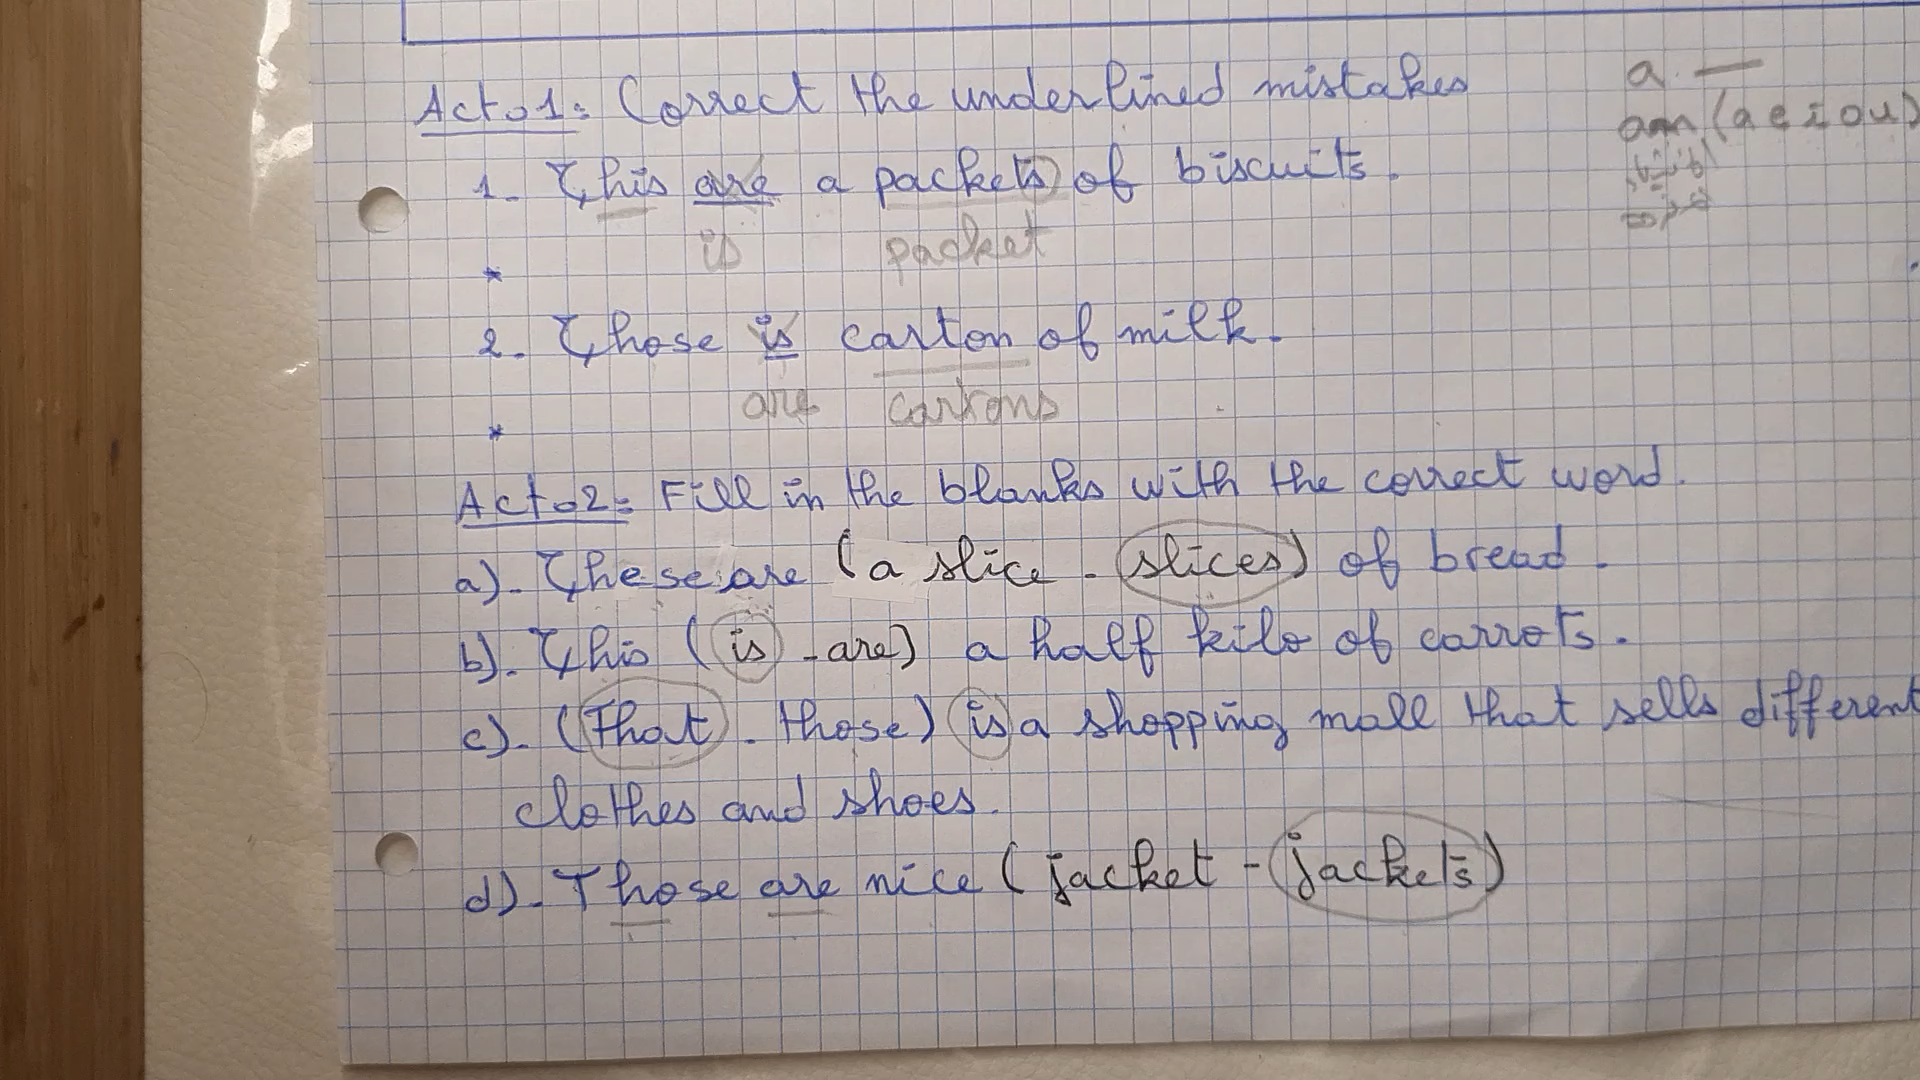 Act 1: Correct the underlined mistakes
a. —
an (a e i o u)
1. This are a packets of biscuits.
is packet
*
2. Those is carton of milk.
are cartons
*
Act 2: Fill in the blanks with the correct word.
a). These are (a slice - slices) of bread.
b). This (is - are) a half kilo of carrots.
c). (That - those) is a shopping mall that sells different
clothes and shoes.
d). Those are nice (jacket - jackets)